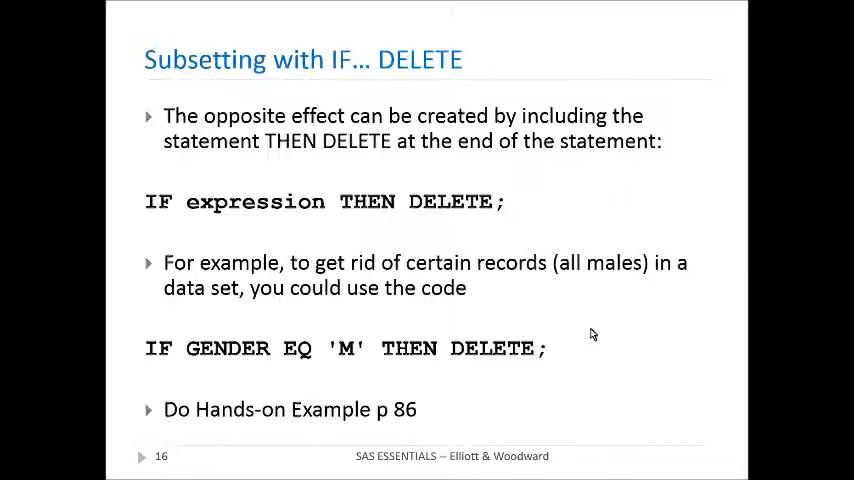 Subsetting with IF... DELETE
The opposite effect can be created by including the
statement THEN DELETE at the end of the statement:
IF expression THEN DELETE;
For example, to get rid of certain records (all males) in a
data set, you could use the code
IF GENDER EQ 'M' THEN DELETE;
Do Hands-on Example p 86
16 SAS ESSENTIALS -- Elliott & Woodward